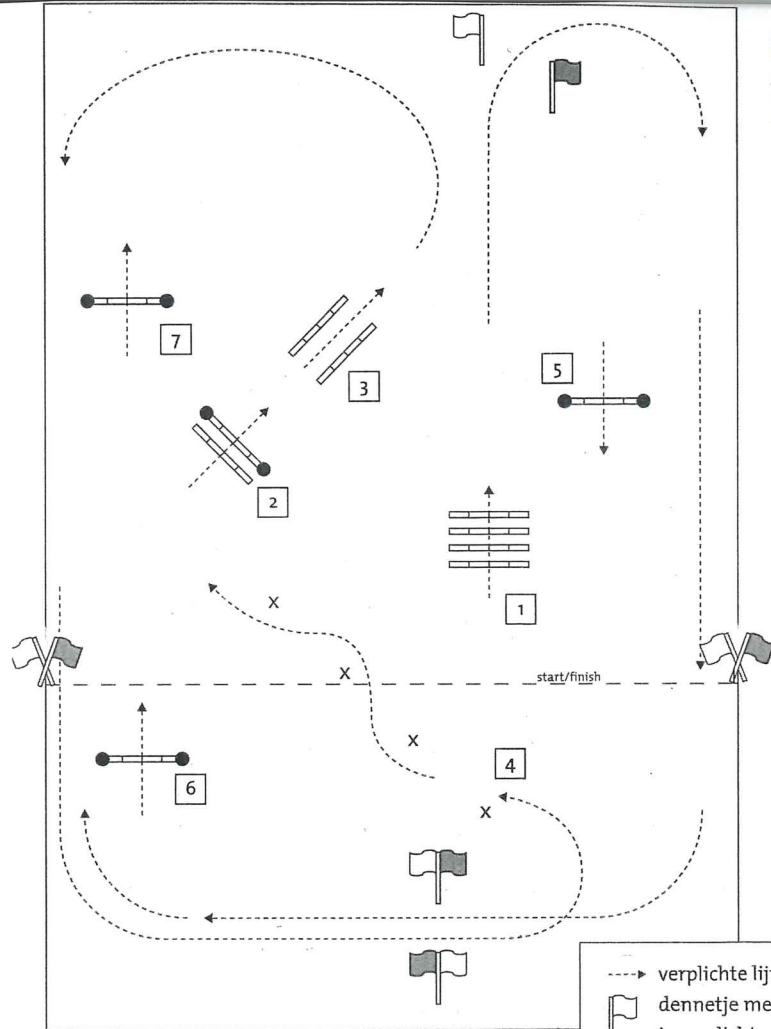 7
3
5
2
1
start/finish
4
6
x
x
x
x
verplichte lij
dennetje me